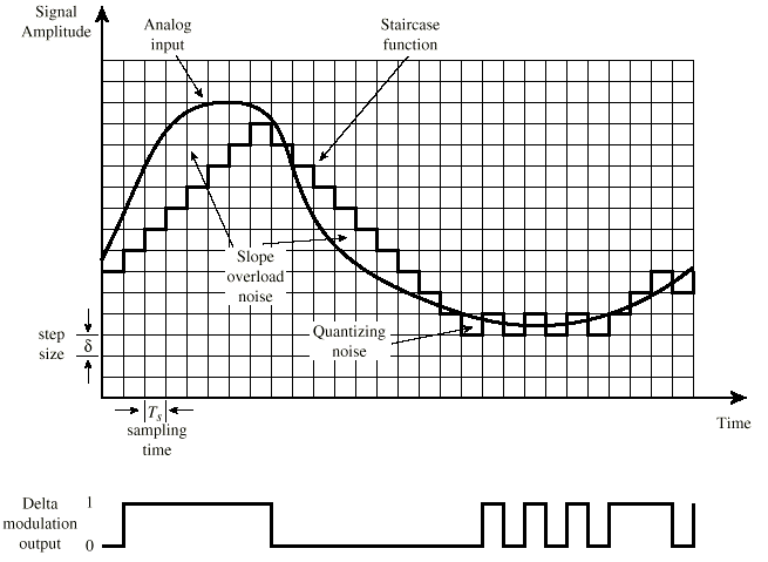 Signal
Amplitude
Analog
input
Staircase
function
Slope
overload
noise
Quantizing
noise
step
size
δ
Ts
sampling
time
Time
Delta
modulation
output
1
0